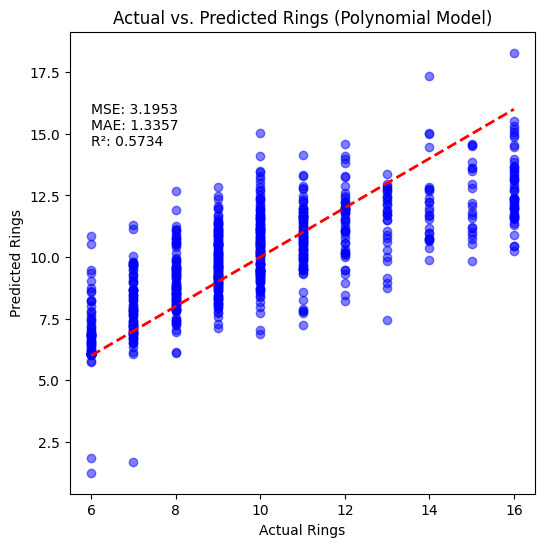 Actual vs. Predicted Rings (Polynomial Model)
MSE: 3.1953
MAE: 1.3357
R²: 0.5734
Predicted Rings
17.5
15.0
12.5
10.0
7.5
5.0
2.5
6 8 10 12 14 16
Actual Rings